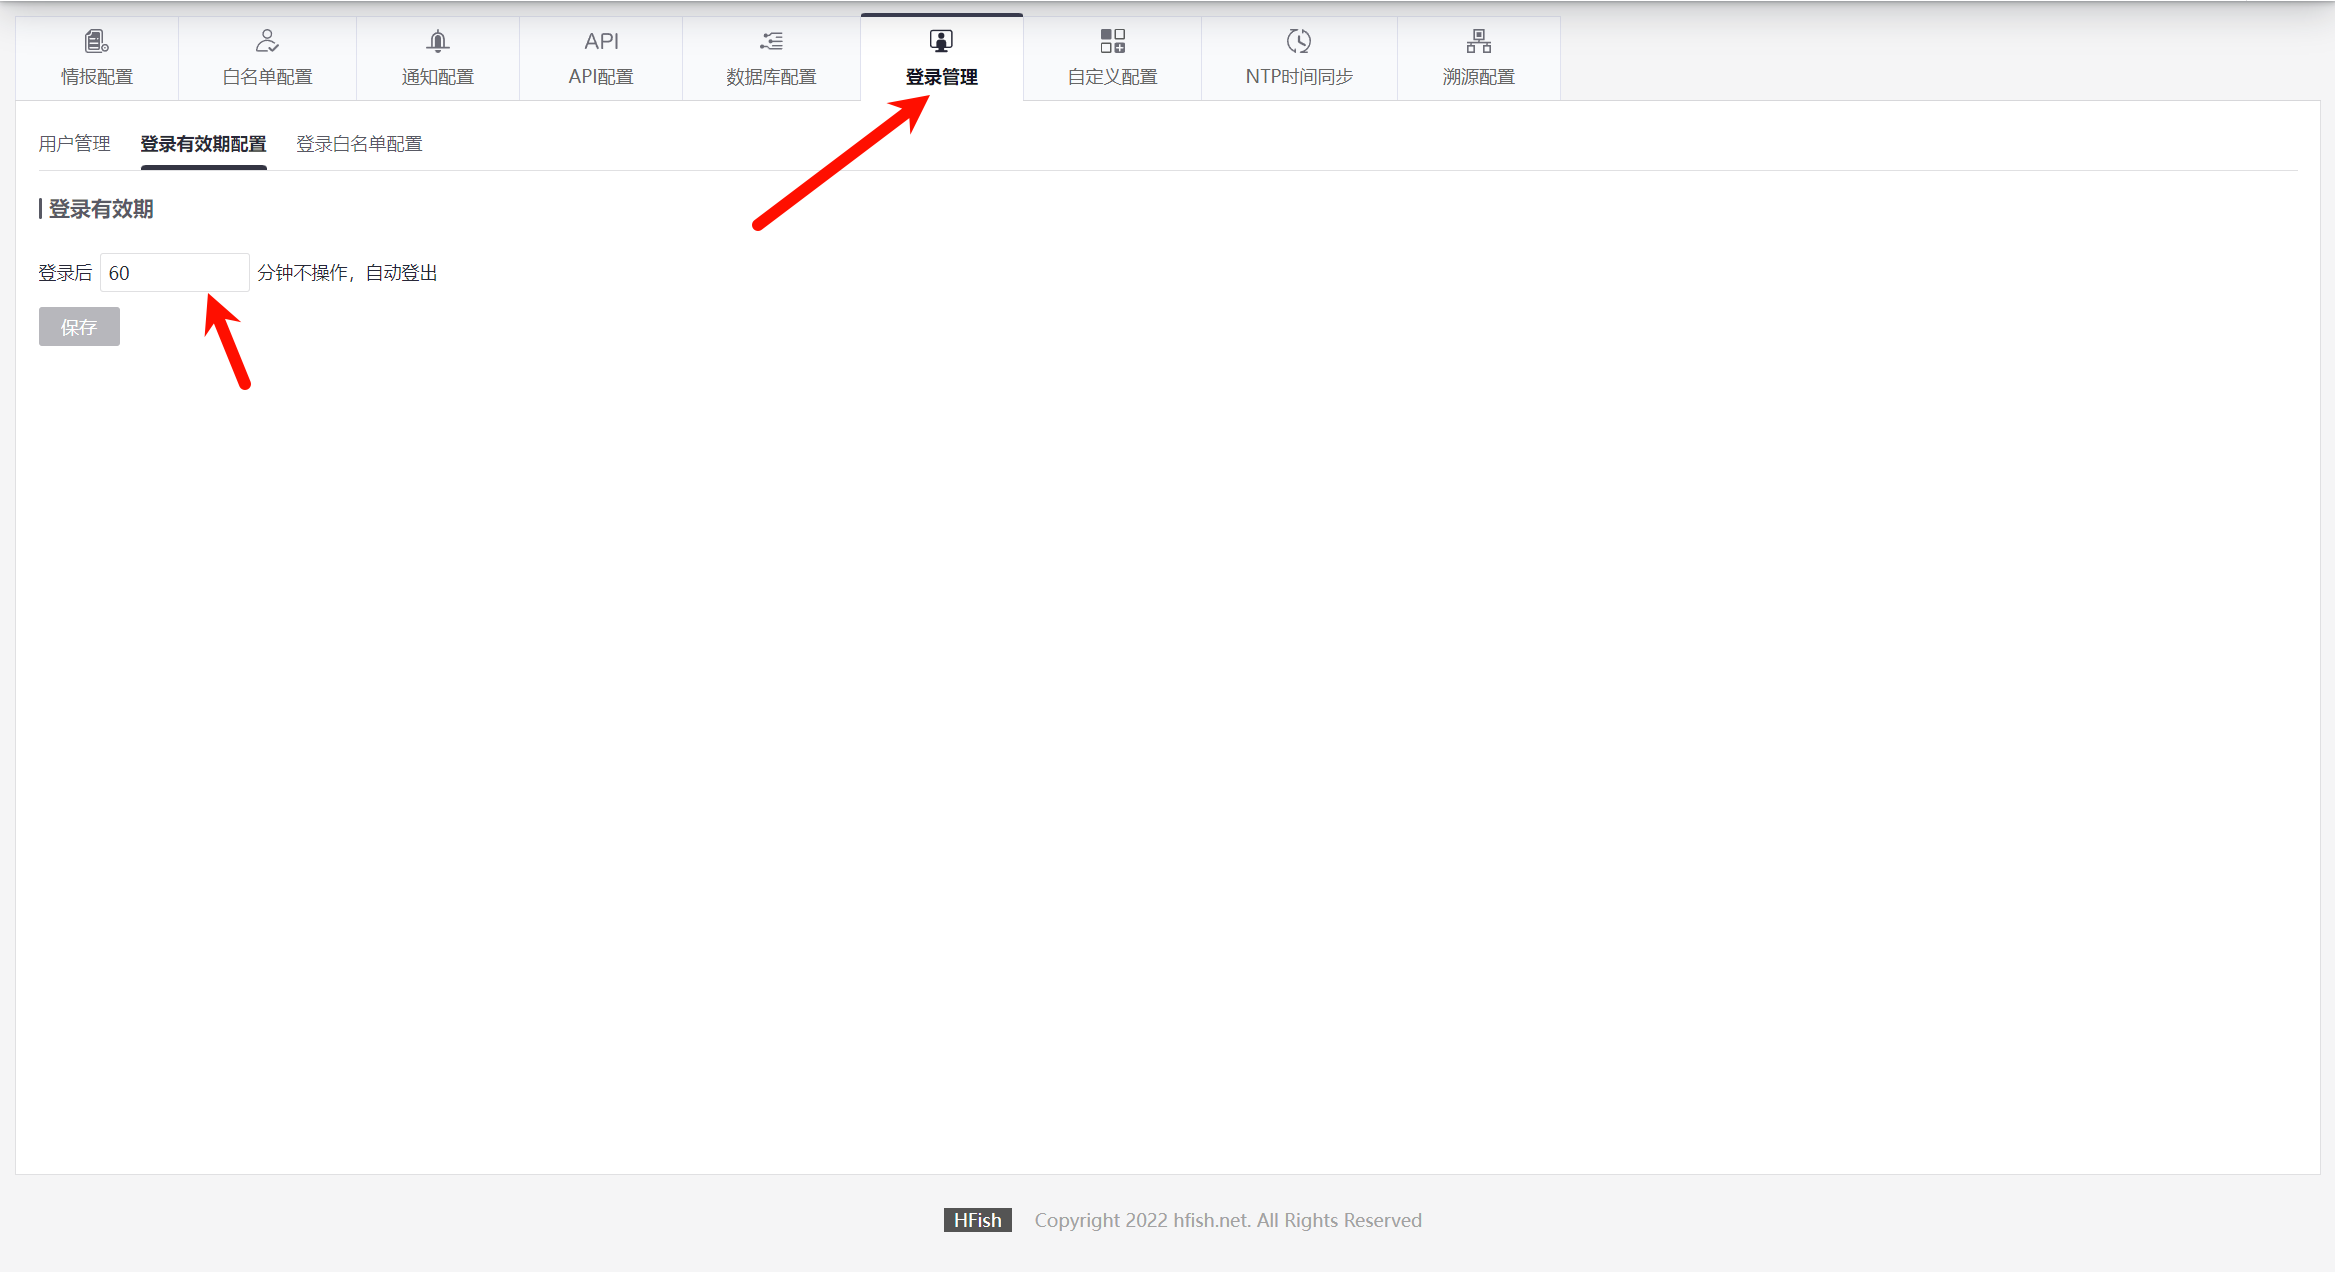 API
情报配置 白名单配置 通知配置 API配置 数据库配置 登录管理 自定义配置 NTP时间同步 溯源配置
用户管理 登录有效期配置 登录白名单配置
登录有效期
登录后 60 分钟不操作，自动登出
保存
HFish Copyright 2022 hfish.net. All Rights Reserved